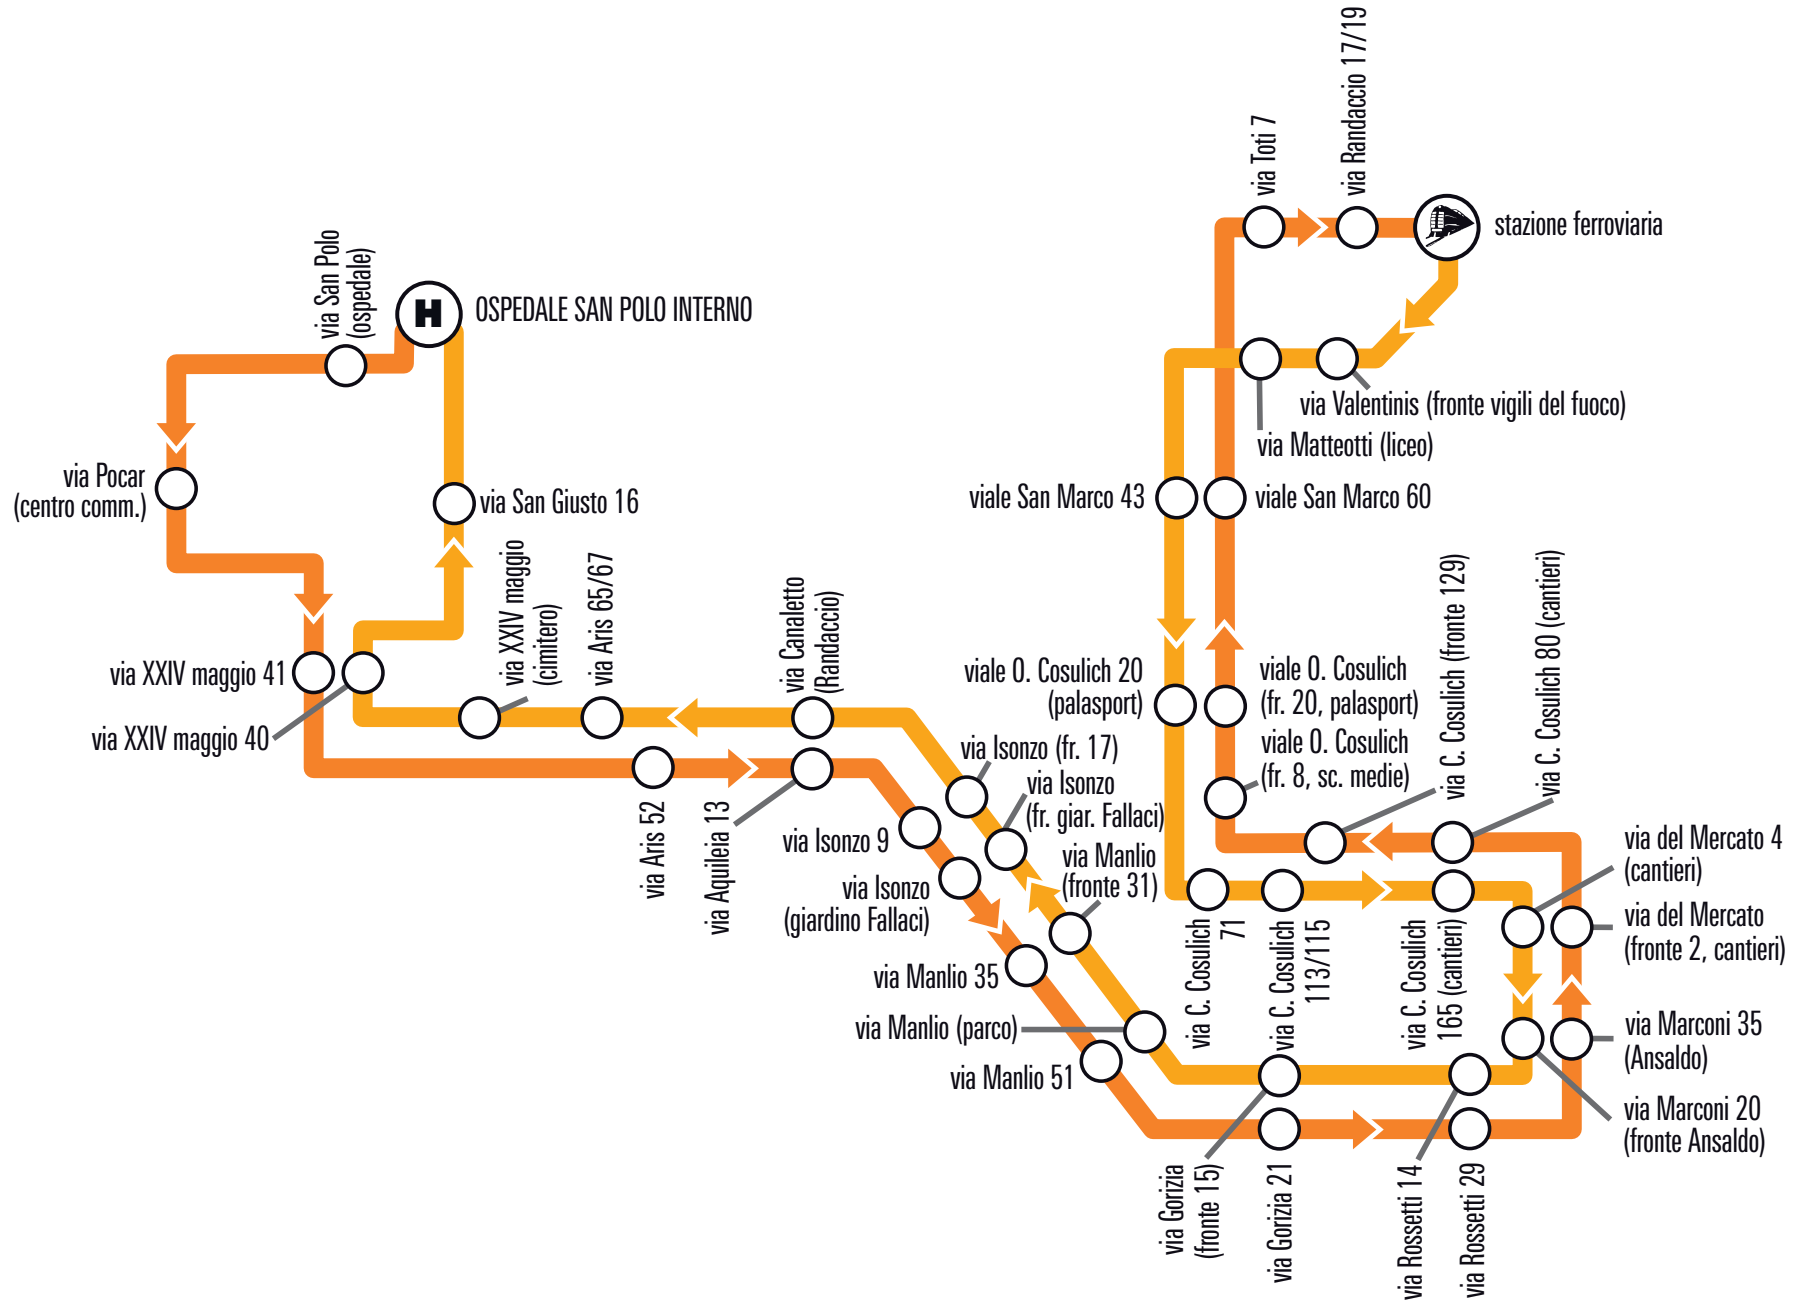 via Toti 7
via Randaccio 17/19
stazione ferroviaria
via San Polo
(ospedale)
H
OSPEDALE SAN POLO INTERNO
via Valentinis (fronte vigili del fuoco)
via Matteotti (liceo)
via Pocar
(centro comm.)
via San Giusto 16
viale San Marco 43
viale San Marco 60
via XXIV maggio
(cimitero)
via Aris 65/67
via Canaletto
(Randaccio)
via C. Cosulich (fronte 129)
via C. Cosulich 80 (cantieri)
via XXIV maggio 41
via XXIV maggio 40
viale O. Cosulich 20
(palasport)
viale O. Cosulich
(fr. 20, palasport)
viale O. Cosulich
(fr. 8, sc. medie)
via Isonzo (fr. 17)
via Isonzo
(fr. giar. Fallaci)
via Aris 52
via Aquileia 13
via Isonzo 9
via Manlio
(fronte 31)
via Isonzo
(giardino Fallaci)
via del Mercato 4
(cantieri)
via del Mercato
(fronte 2, cantieri)
via C. Cosulich
71
via C. Cosulich
113/115
via C. Cosulich
165 (cantieri)
via Manlio 35
via Manlio (parco)
via Manlio 51
via Marconi 35
(Ansaldo)
via Marconi 20
(fronte Ansaldo)
via Gorizia
(fronte 15)
via Gorizia 21
via Rossetti 14
via Rossetti 29